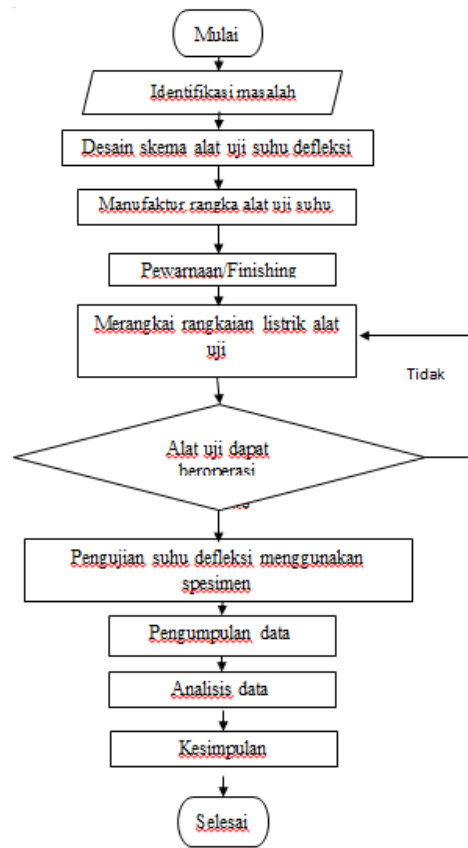 Mulai
Identifikasi masalah
Desain skema alat uji suhu defleksi
Manufaktur rangka alat uji suhu
Pewarnaan/Finishing
Merangkai rangkaian listrik alat
uji
Tidak
Alat uji dapat
beroperasi
Pengujian suhu defleksi menggunakan
spesimen
Pengumpulan data
Analisis data
Kesimpulan
Selesai